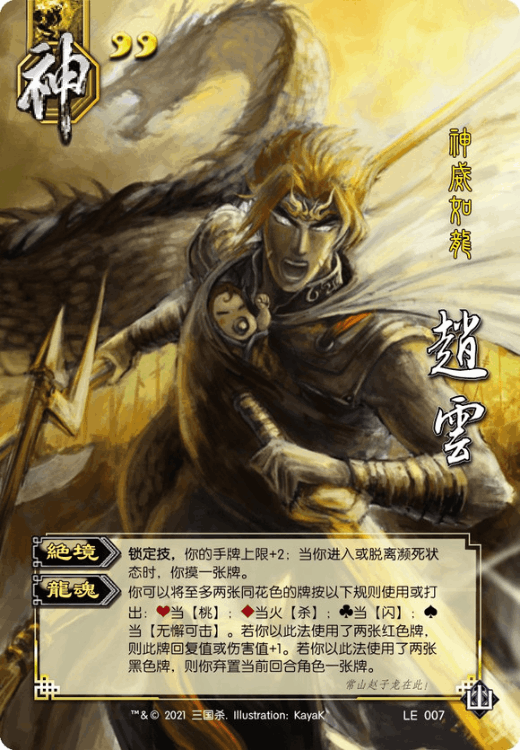 神
神威如龍
趙雲
絕境
锁定技，你的手牌上限+2；当你进入或脱离濒死状
态时，你摸一张牌。
龍魂
你可以将至多两张同花色的牌按以下规则使用或打
出：♥当【桃】；♦当火【杀】；♣当【闪】；♠
当【无懈可击】。若你以此法使用了两张红色牌，
则此牌回复值或伤害值+1。若你以此法使用了两张
黑色牌，则你弃置当前回合角色一张牌。
常山赵子龙在此！
™ & © 2021 三国杀. Illustration: KayaK
LE 007